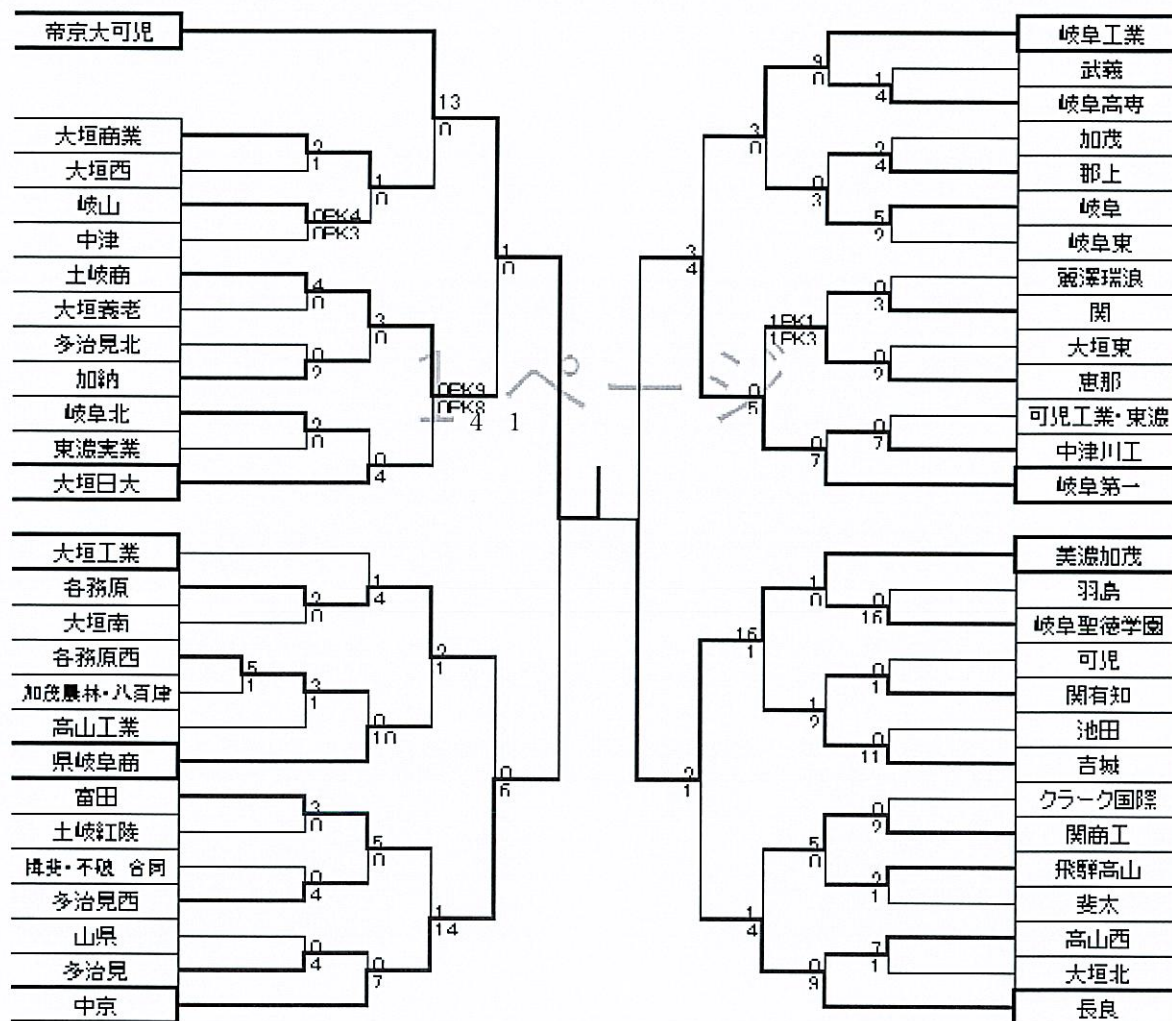 帝京大可児
13
0
大垣商業
2
大垣西
1
1
0
岐山
0PK4
中津
0PK3
1
0
土岐商
4
大垣養老
0
3
0
多治見北
0
加納
2
0PK9
0PK8
岐阜北
2
東濃実業
0
0
4
大垣日大
大垣工業
1
4
各務原
2
大垣南
0
2
1
各務原西
5
加茂農林・八百津
1
3
高山工業
1
0
10
県岐阜商
0
6
富田
3
土岐紅陵
0
5
0
揖斐・不破 合同
0
多治見西
4
1
14
山県
0
多治見
4
0
7
中京
1ページ
4 1
岐阜工業
9
0
武義
1
岐阜高専
4
3
0
加茂
2
郡上
4
0
3
岐阜
5
岐阜東
2
3
4
麗澤瑞浪
0
関
3
1PK1
1PK3
大垣東
0
恵那
2
0
5
可児工業・東濃
0
中津川工
7
0
7
岐阜第一
美濃加茂
1
0
羽島
0
岐阜聖徳学園
16
16
1
可児
0
関有知
1
1
2
池田
0
吉城
11
2
1
クラーク国際
0
関商工
2
5
0
飛騨高山
2
斐太
1
1
4
高山西
7
大垣北
1
0
9
長良